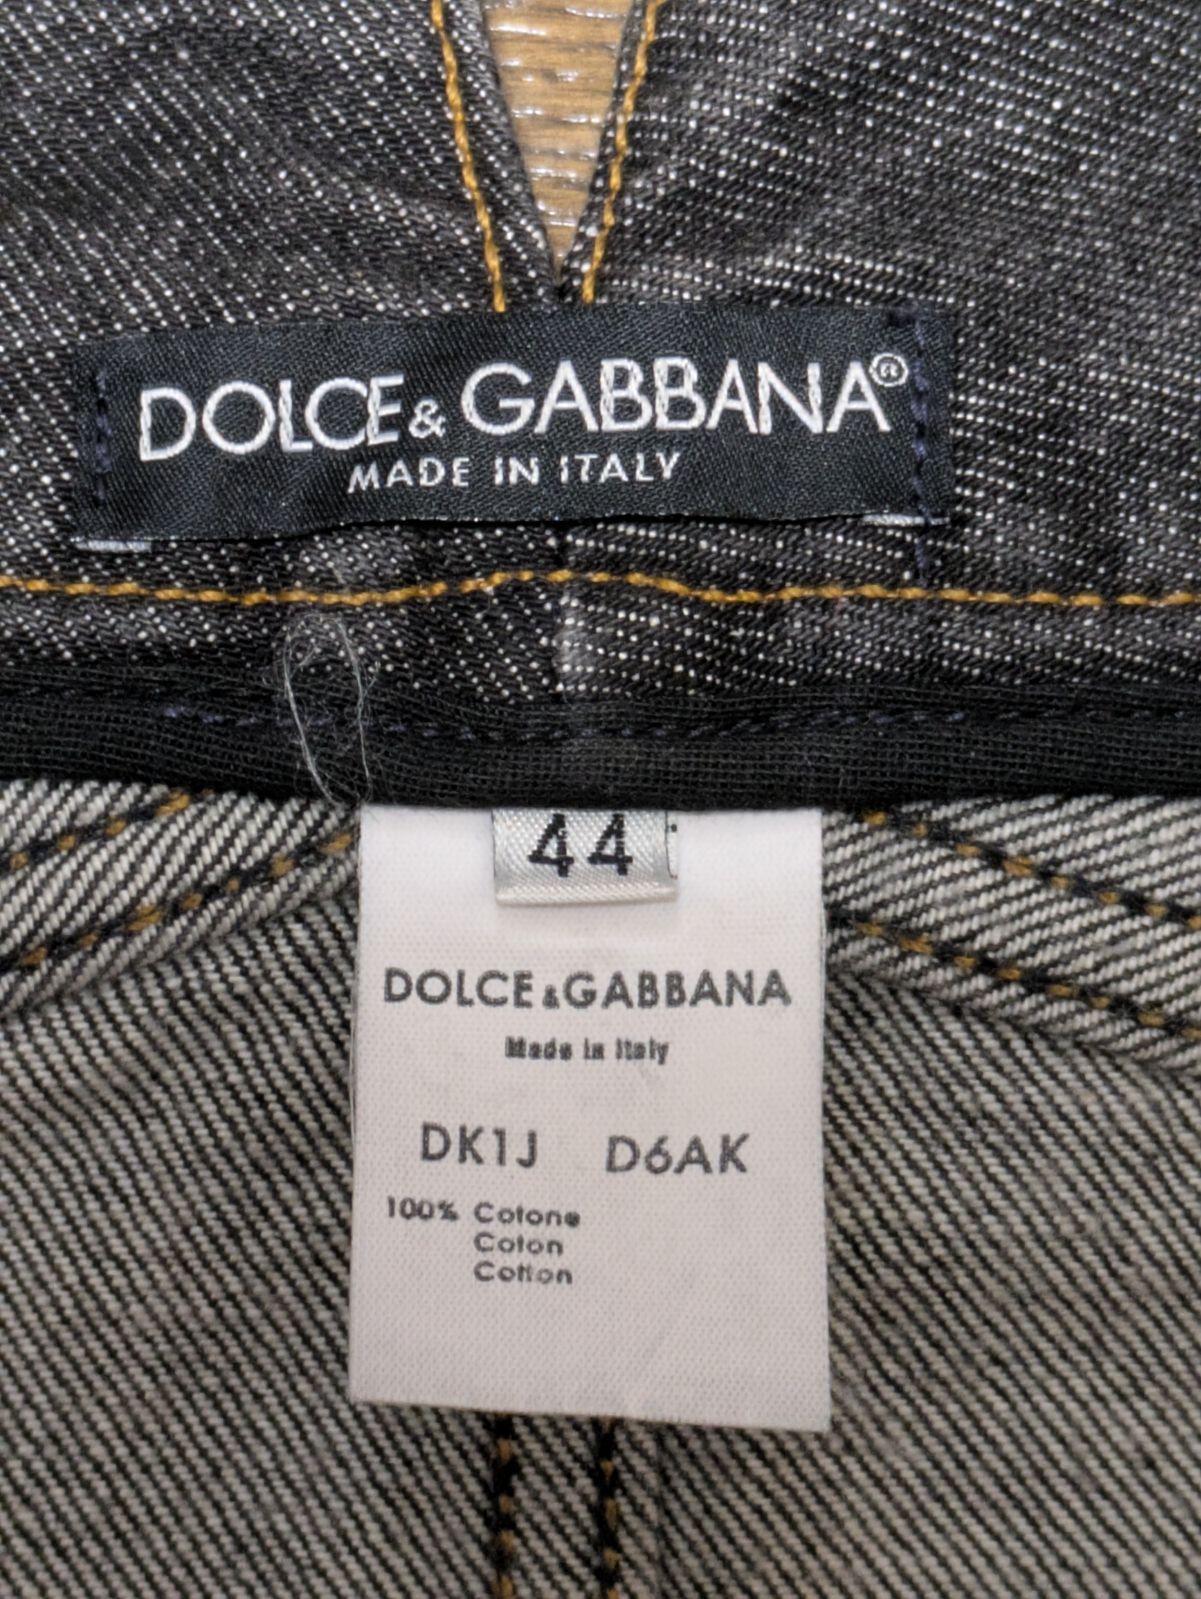 DOLCE&GABBANA®
MADE IN ITALY
44
DOLCE&GABBANA
Made in Italy
DK1J D6AK
100% Cotone
Coton
Cotton